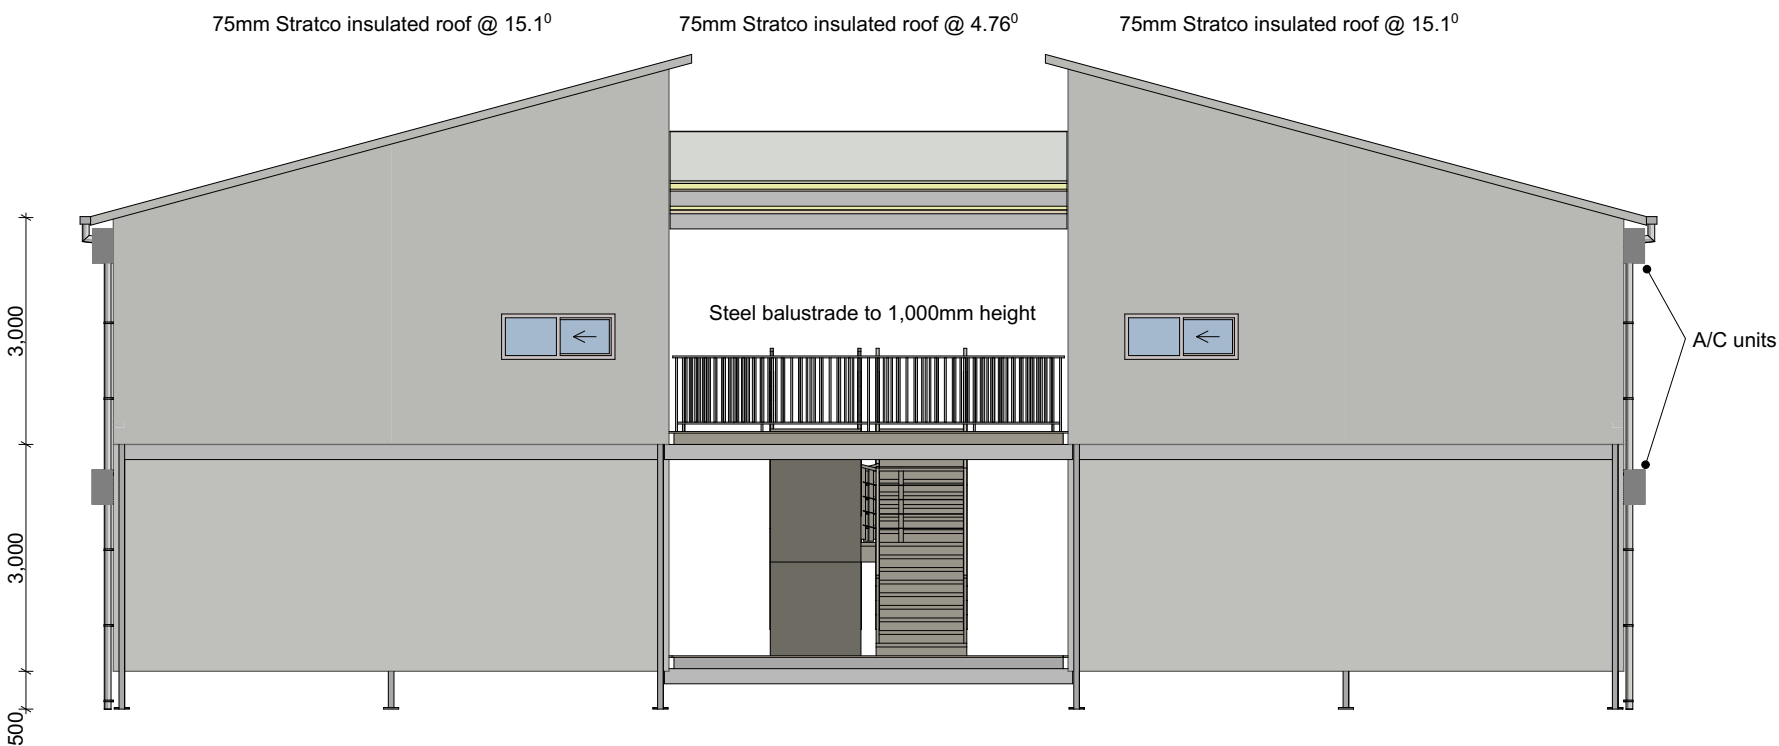 75mm Stratco insulated roof @ 15.1⁰
75mm Stratco insulated roof @ 4.76⁰
75mm Stratco insulated roof @ 15.1⁰
3,000
Steel balustrade to 1,000mm height
A/C units
3,000
500